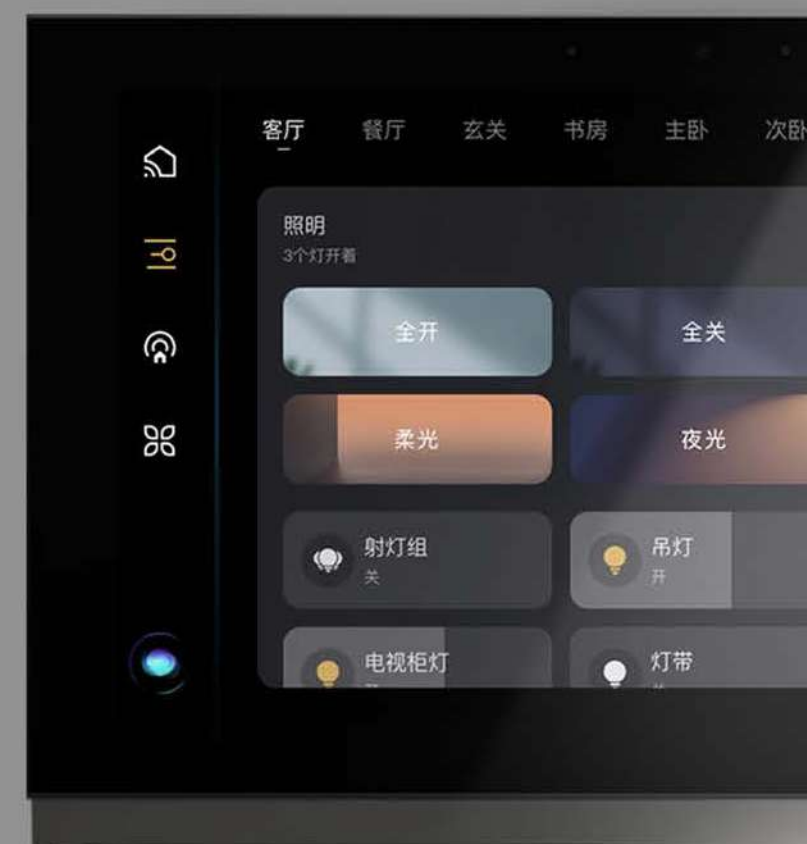 客厅 餐厅 玄关 书房 主卧 次卧
照明
3个灯开着
全开 全关
柔光 夜光
射灯组 吊灯
关 开
电视柜灯 灯带